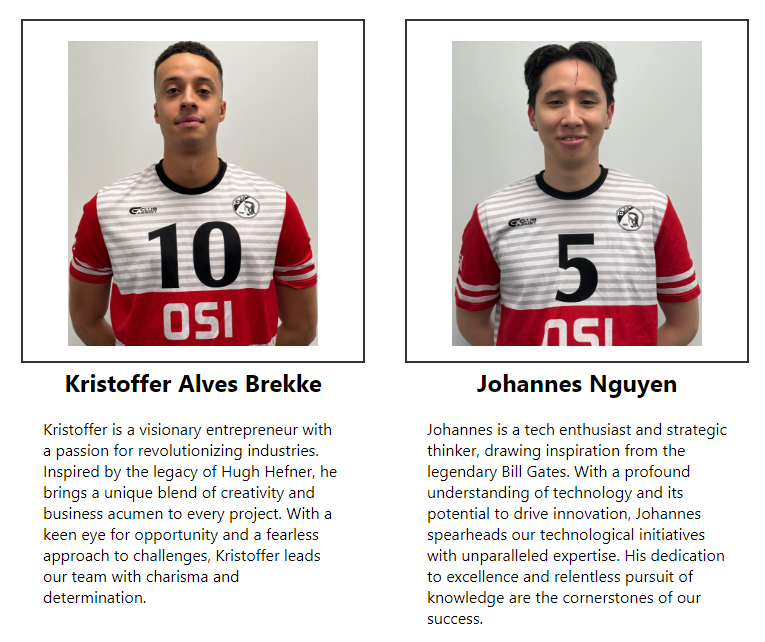 CLUB
10
OSI
CLUB
5
OSI
Kristoffer Alves Brekke
Johannes Nguyen
Kristoffer is a visionary entrepreneur with
a passion for revolutionizing industries.
Inspired by the legacy of Hugh Hefner, he
brings a unique blend of creativity and
business acumen to every project. With a
keen eye for opportunity and a fearless
approach to challenges, Kristoffer leads
our team with charisma and
determination.
Johannes is a tech enthusiast and strategic
thinker, drawing inspiration from the
legendary Bill Gates. With a profound
understanding of technology and its
potential to drive innovation, Johannes
spearheads our technological initiatives
with unparalleled expertise. His dedication
to excellence and relentless pursuit of
knowledge are the cornerstones of our
success.